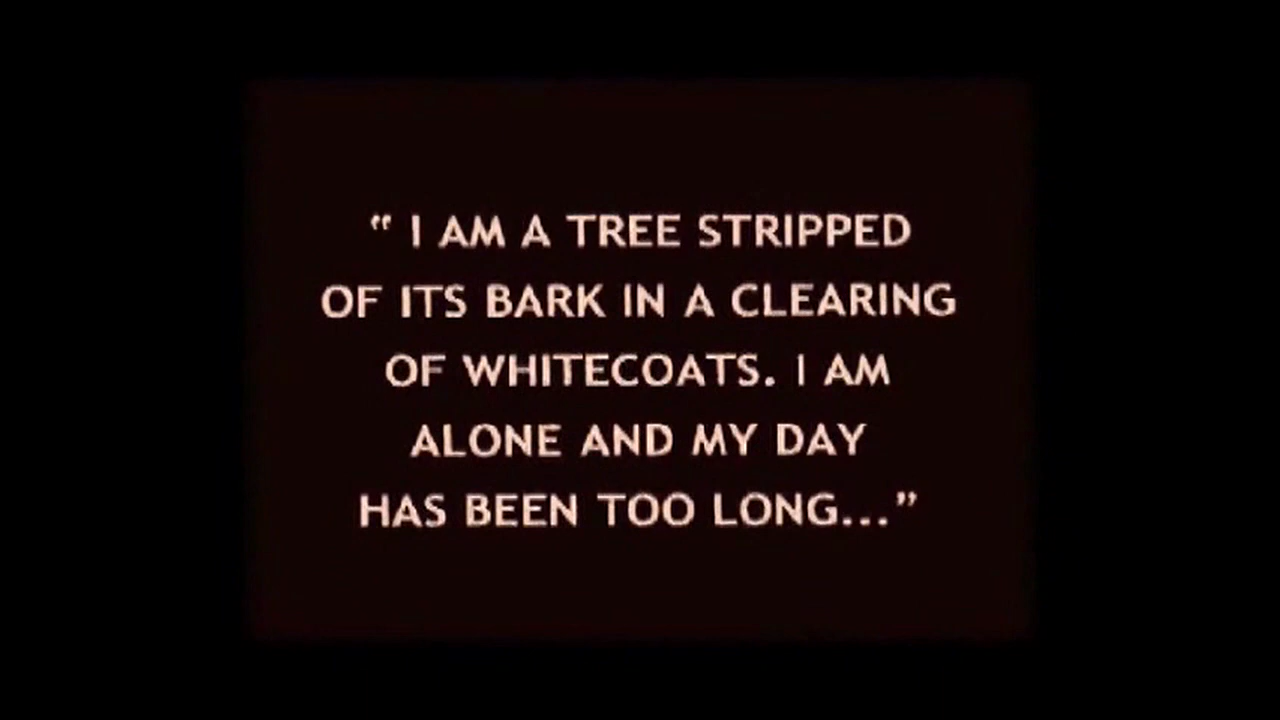 “ I AM A TREE STRIPPED
OF ITS BARK IN A CLEARING
OF WHITECOATS. I AM
ALONE AND MY DAY
HAS BEEN TOO LONG...”